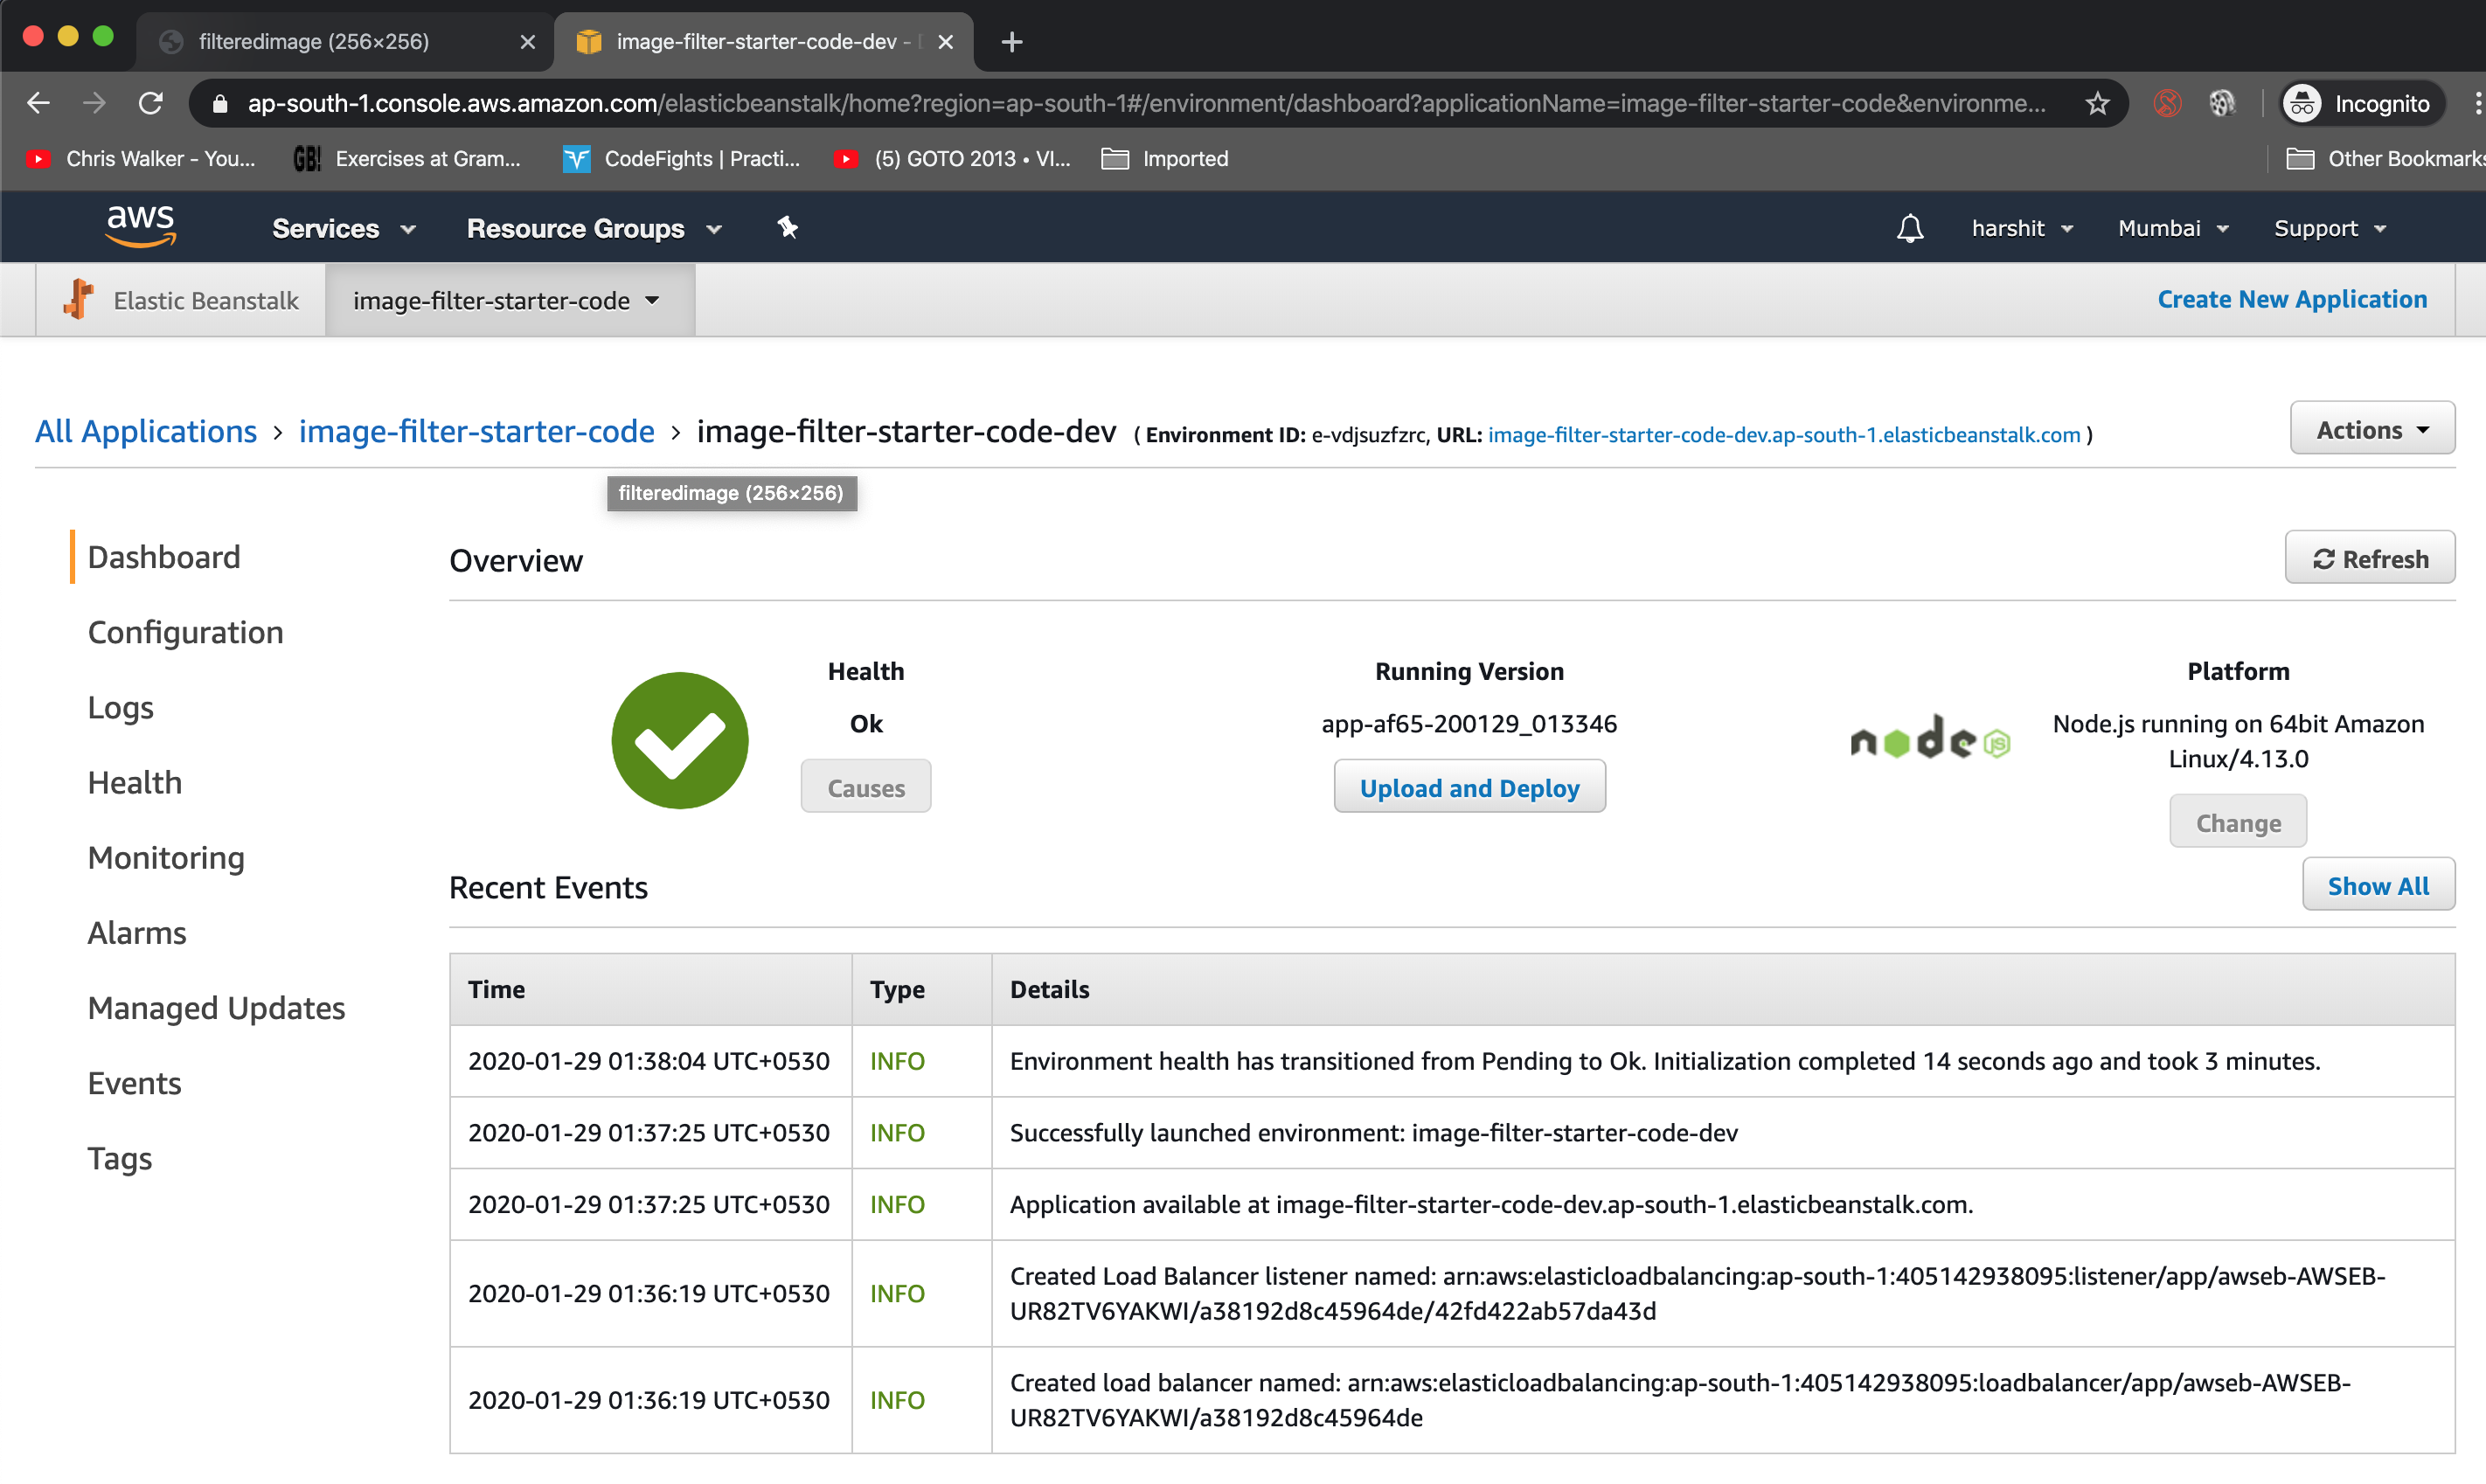 filteredimage (256×256)
image-filter-starter-code-dev -
ap-south-1.console.aws.amazon.com/elasticbeanstalk/home?region=ap-south-1#/environment/dashboard?applicationName=image-filter-starter-code&environme...
Incognito
Chris Walker - You...
GB!
Exercises at Gram...
CodeFights | Practi...
(5) GOTO 2013 • VI...
Imported
Other Bookmarks
aws
Services
Resource Groups
harshit
Mumbai
Support
Elastic Beanstalk
image-filter-starter-code
Create New Application
All Applications › image-filter-starter-code › image-filter-starter-code-dev ( Environment ID: e-vdjsuzfzrc, URL: image-filter-starter-code-dev.ap-south-1.elasticbeanstalk.com )
Actions
filteredimage (256×256)
Dashboard
Configuration
Logs
Health
Monitoring
Alarms
Managed Updates
Events
Tags
Overview
Refresh
Health
Ok
Causes
Running Version
app-af65-200129_013346
Upload and Deploy
node JS
Platform
Node.js running on 64bit Amazon
Linux/4.13.0
Change
Recent Events
Show All
Time Type Details
2020-01-29 01:38:04 UTC+0530 INFO Environment health has transitioned from Pending to Ok. Initialization completed 14 seconds ago and took 3 minutes.
2020-01-29 01:37:25 UTC+0530 INFO Successfully launched environment: image-filter-starter-code-dev
2020-01-29 01:37:25 UTC+0530 INFO Application available at image-filter-starter-code-dev.ap-south-1.elasticbeanstalk.com.
2020-01-29 01:36:19 UTC+0530 INFO Created Load Balancer listener named: arn:aws:elasticloadbalancing:ap-south-1:405142938095:listener/app/awseb-AWSEB-
UR82TV6YAKWI/a38192d8c45964de/42fd422ab57da43d
2020-01-29 01:36:19 UTC+0530 INFO Created load balancer named: arn:aws:elasticloadbalancing:ap-south-1:405142938095:loadbalancer/app/awseb-AWSEB-
UR82TV6YAKWI/a38192d8c45964de